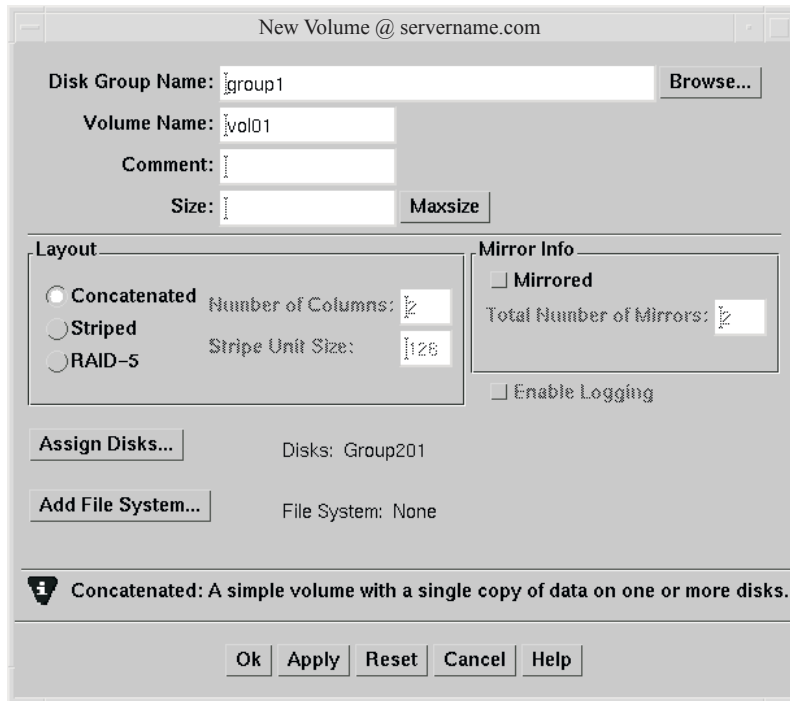 New Volume @ servername.com
Disk Group Name: group1 Browse...
Volume Name: vol01
Comment:
Size: Maxsize
Layout
Concatenated
Number of Columns: 2
Striped
Stripe Unit Size: 128
RAID-5
Mirror Info
Mirrored
Total Number of Mirrors: 2
Enable Logging
Assign Disks... Disks: Group201
Add File System... File System: None
Concatenated: A simple volume with a single copy of data on one or more disks.
Ok Apply Reset Cancel Help